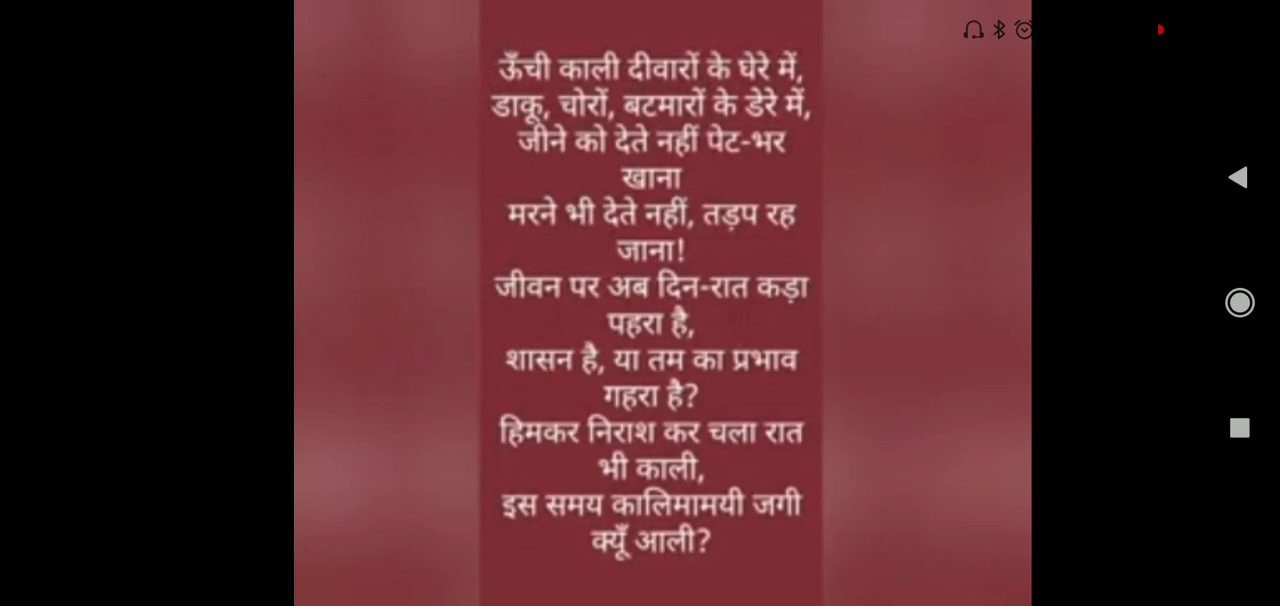 ऊँची काली दीवारों के घेरे में,
डाकू, चोरों, बटमारों के डेरे में,
जीने को देते नहीं पेट-भर
खाना
मरने भी देते नहीं, तड़प रह
जाना!
जीवन पर अब दिन-रात कड़ा
पहरा है,
शासन है, या तम का प्रभाव
गहरा है?
हिमकर निराश कर चला रात
भी काली,
इस समय कालिमामयी जगी
क्यूँ आली?